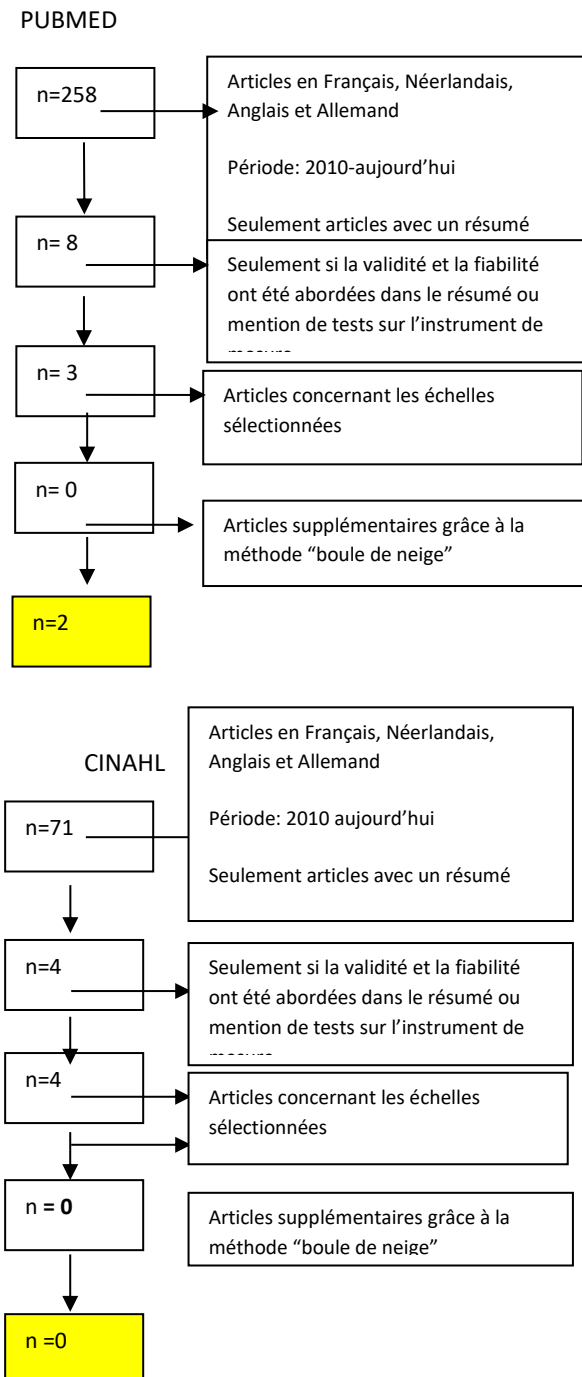 PUBMED
n=258
Articles en Français, Néerlandais,
Anglais et Allemand
Période: 2010-aujourd’hui
Seulement articles avec un résumé
n= 8
Seulement si la validité et la fiabilité
ont été abordées dans le résumé ou
mention de tests sur l’instrument de
n= 3
Articles concernant les échelles
sélectionnées
n= 0
Articles supplémentaires grâce à la
méthode “boule de neige”
n=2
CINAHL
n=71
Articles en Français, Néerlandais,
Anglais et Allemand
Période: 2010 aujourd’hui
Seulement articles avec un résumé
n=4
Seulement si la validité et la fiabilité
ont été abordées dans le résumé ou
mention de tests sur l’instrument de
n=4
Articles concernant les échelles
sélectionnées
n = 0
Articles supplémentaires grâce à la
méthode “boule de neige”
n =0